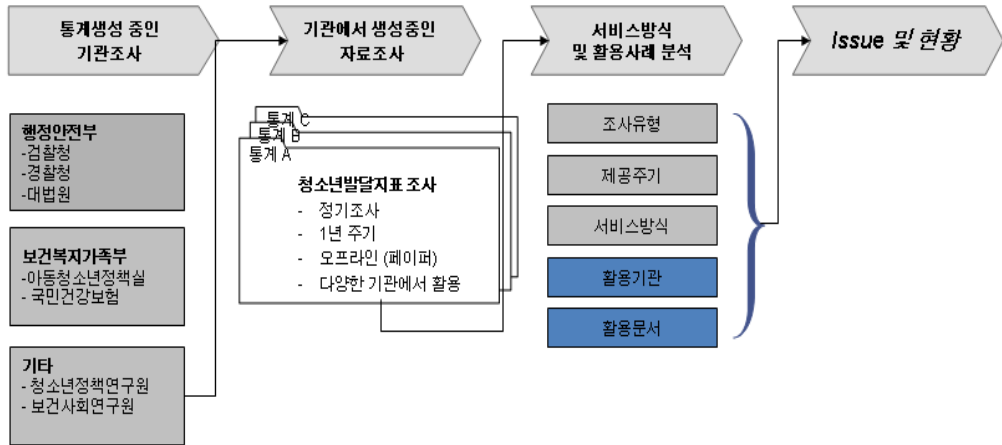 통계생성 중인
기관조사
기관에서 생성중인
자료조사
서비스방식
및 활용사례 분석
Issue 및 현황
행정안전부
-검찰청
-경찰청
-대법원
보건복지가족부
-아동청소년정책실
- 국민건강보험
기타
- 청소년정책연구원
- 보건사회연구원
통계 C
통계 B
통계 A
청소년발달지표 조사
- 정기조사
- 1년 주기
- 오프라인 (페이퍼)
- 다양한 기관에서 활용
조사유형
제공주기
서비스방식
활용기관
활용문서